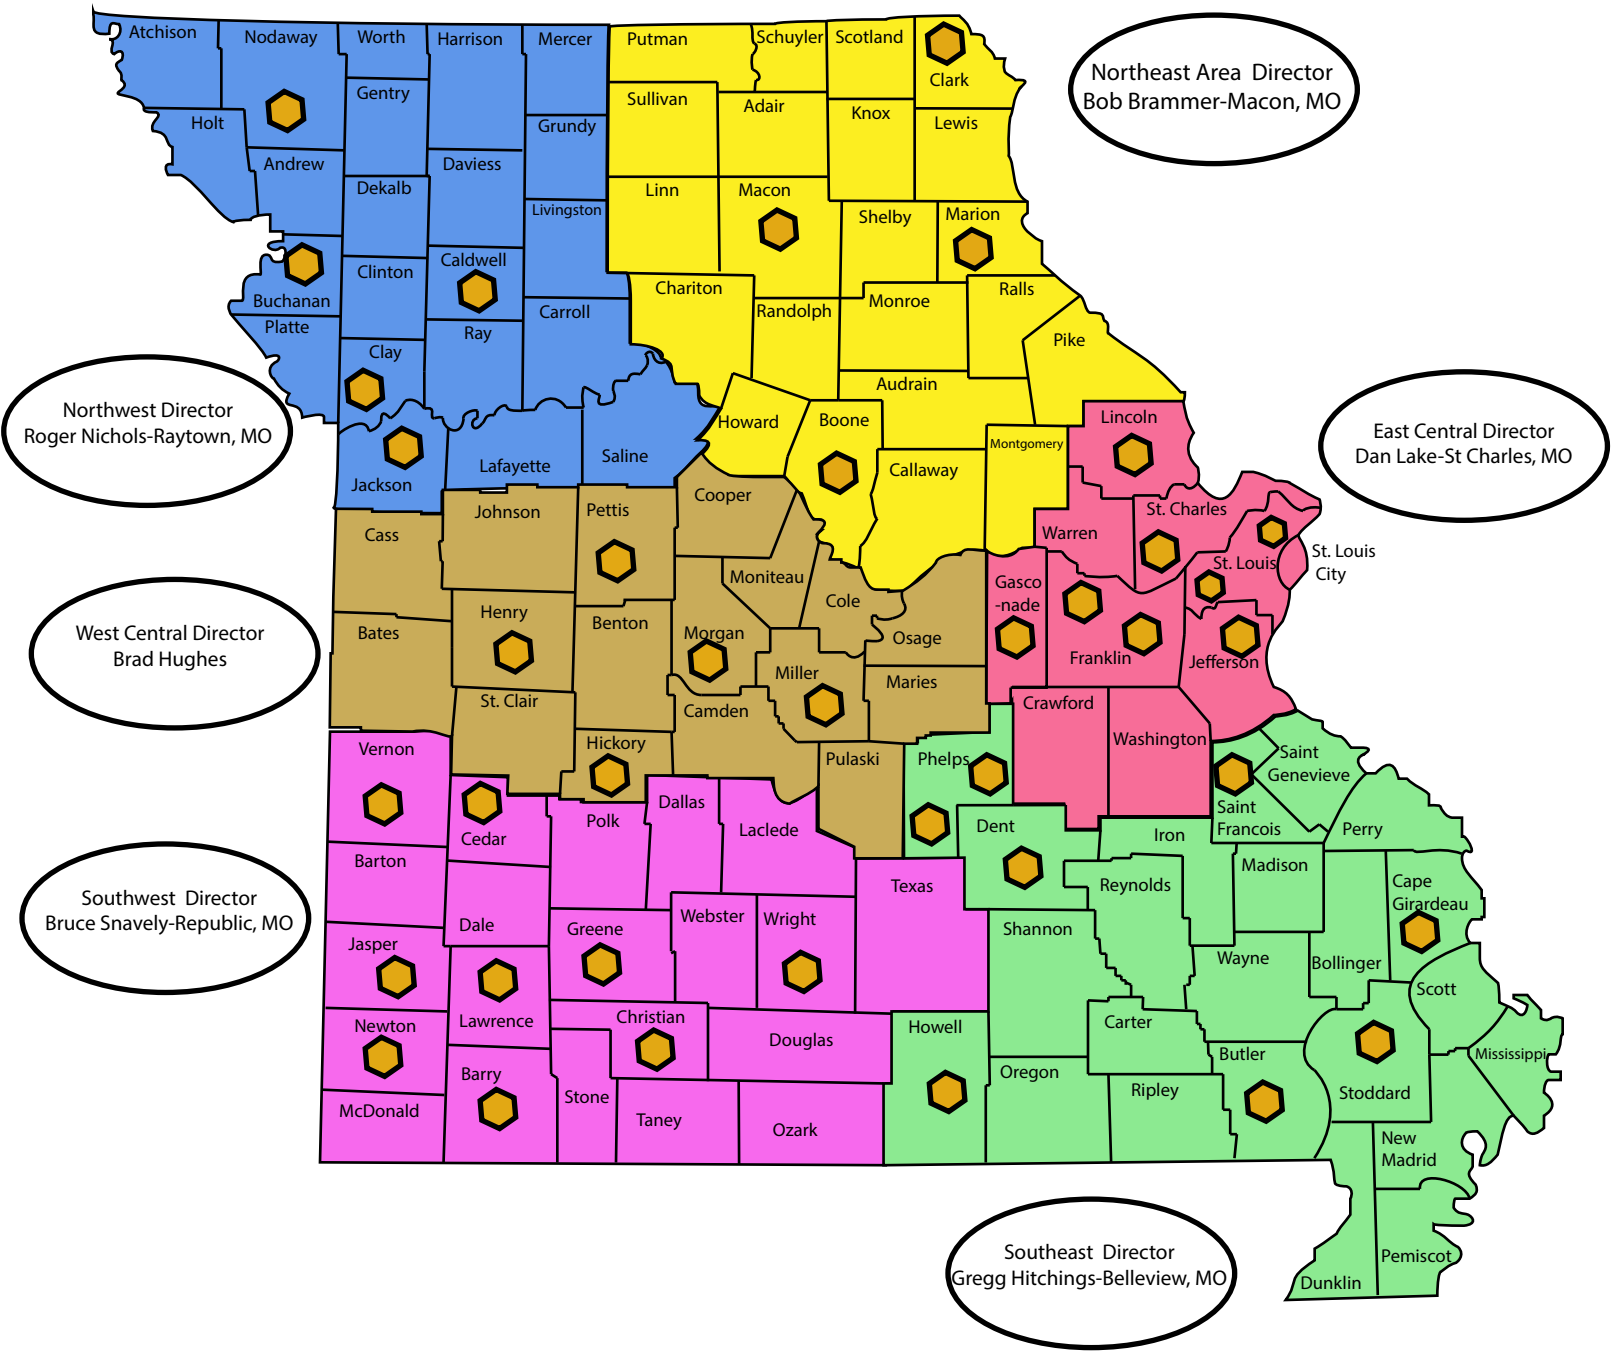 Atchison
Nodaway
Worth
Harrison
Mercer
Putman
Schuyler
Scotland
Clark
Northeast Area  Director
Bob Brammer-Macon, MO
Gentry
Sullivan
Adair
Knox
Lewis
Holt
Grundy
Andrew
Daviess
Dekalb
Linn
Macon
Livingston
Shelby
Marion
Caldwell
Clinton
Buchanan
Chariton
Ralls
Monroe
Randolph
Carroll
Platte
Ray
Pike
Clay
Audrain
Northwest Director
Roger Nichols-Raytown, MO
Howard
Boone
Lincoln
East Central Director
Dan Lake-St Charles, MO
Montgomery
Callaway
Saline
Lafayette
Jackson
Cooper
Johnson
Pettis
St. Charles
Warren
Cass
St. Louis
St. Louis
City
Moniteau
Gasco
-nade
Cole
Henry
Benton
Bates
Morgan
Osage
Franklin
Jefferson
West Central Director
Brad Hughes
Miller
Maries
St. Clair
Camden
Crawford
Washington
Hickory
Vernon
Pulaski
Phelps
Saint
Genevieve
Dallas
Saint
Francois
Polk
Laclede
Dent
Iron
Perry
Cedar
Barton
Madison
Texas
Reynolds
Cape
Girardeau
Southwest  Director
Bruce Snavely-Republic, MO
Dale
Greene
Webster
Wright
Shannon
Jasper
Wayne
Bollinger
Scott
Newton
Lawrence
Christian
Douglas
Howell
Carter
Butler
Mississippi
Barry
Oregon
Ripley
Stoddard
McDonald
Stone
Taney
Ozark
New
Madrid
Southeast  Director
Gregg Hitchings-Belleview, MO
Pemiscot
Dunklin